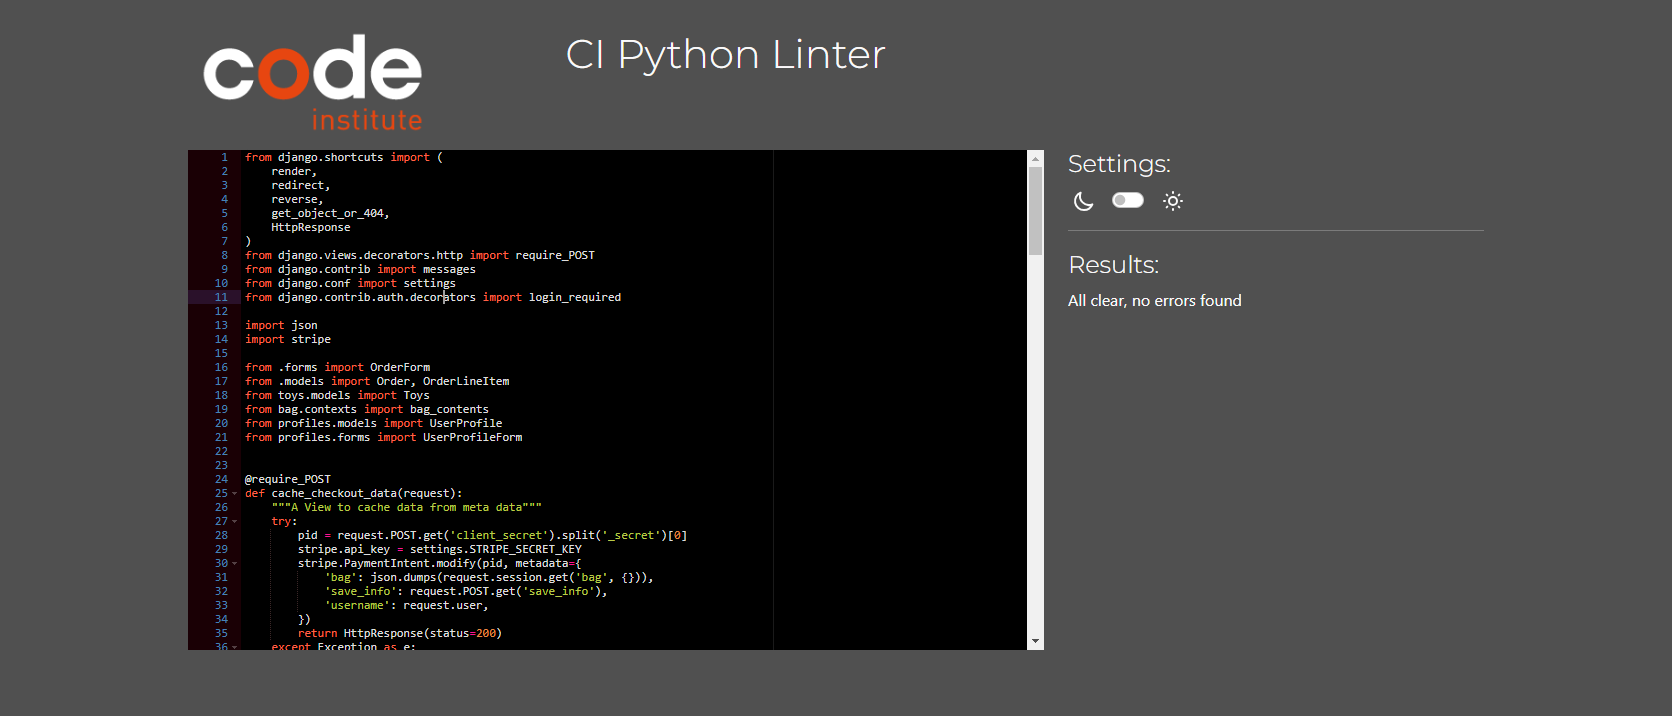 code
institute
CI Python Linter
1 from django.shortcuts import (
2     render,
3     redirect,
4     reverse,
5     get_object_or_404,
6     HttpResponse
7 )
8 from django.views.decorators.http import require_POST
9 from django.contrib import messages
10 from django.conf import settings
11 from django.contrib.auth.decorators import login_required
12
13 import json
14 import stripe
15
16 from .forms import OrderForm
17 from .models import Order, OrderLineItem
18 from toys.models import Toys
19 from bag.contexts import bag_contents
20 from profiles.models import UserProfile
21 from profiles.forms import UserProfileForm
22
23
24 @require_POST
25 def cache_checkout_data(request):
26     """A View to cache data from meta data"""
27     try:
28         pid = request.POST.get('client_secret').split('_secret')[0]
29         stripe.api_key = settings.STRIPE_SECRET_KEY
30         stripe.PaymentIntent.modify(pid, metadata={
31             'bag': json.dumps(request.session.get('bag', {})),
32             'save_info': request.POST.get('save_info'),
33             'username': request.user,
34         })
35         return HttpResponse(status=200)
36     except Exception as e:
Settings:
Results:
All clear, no errors found